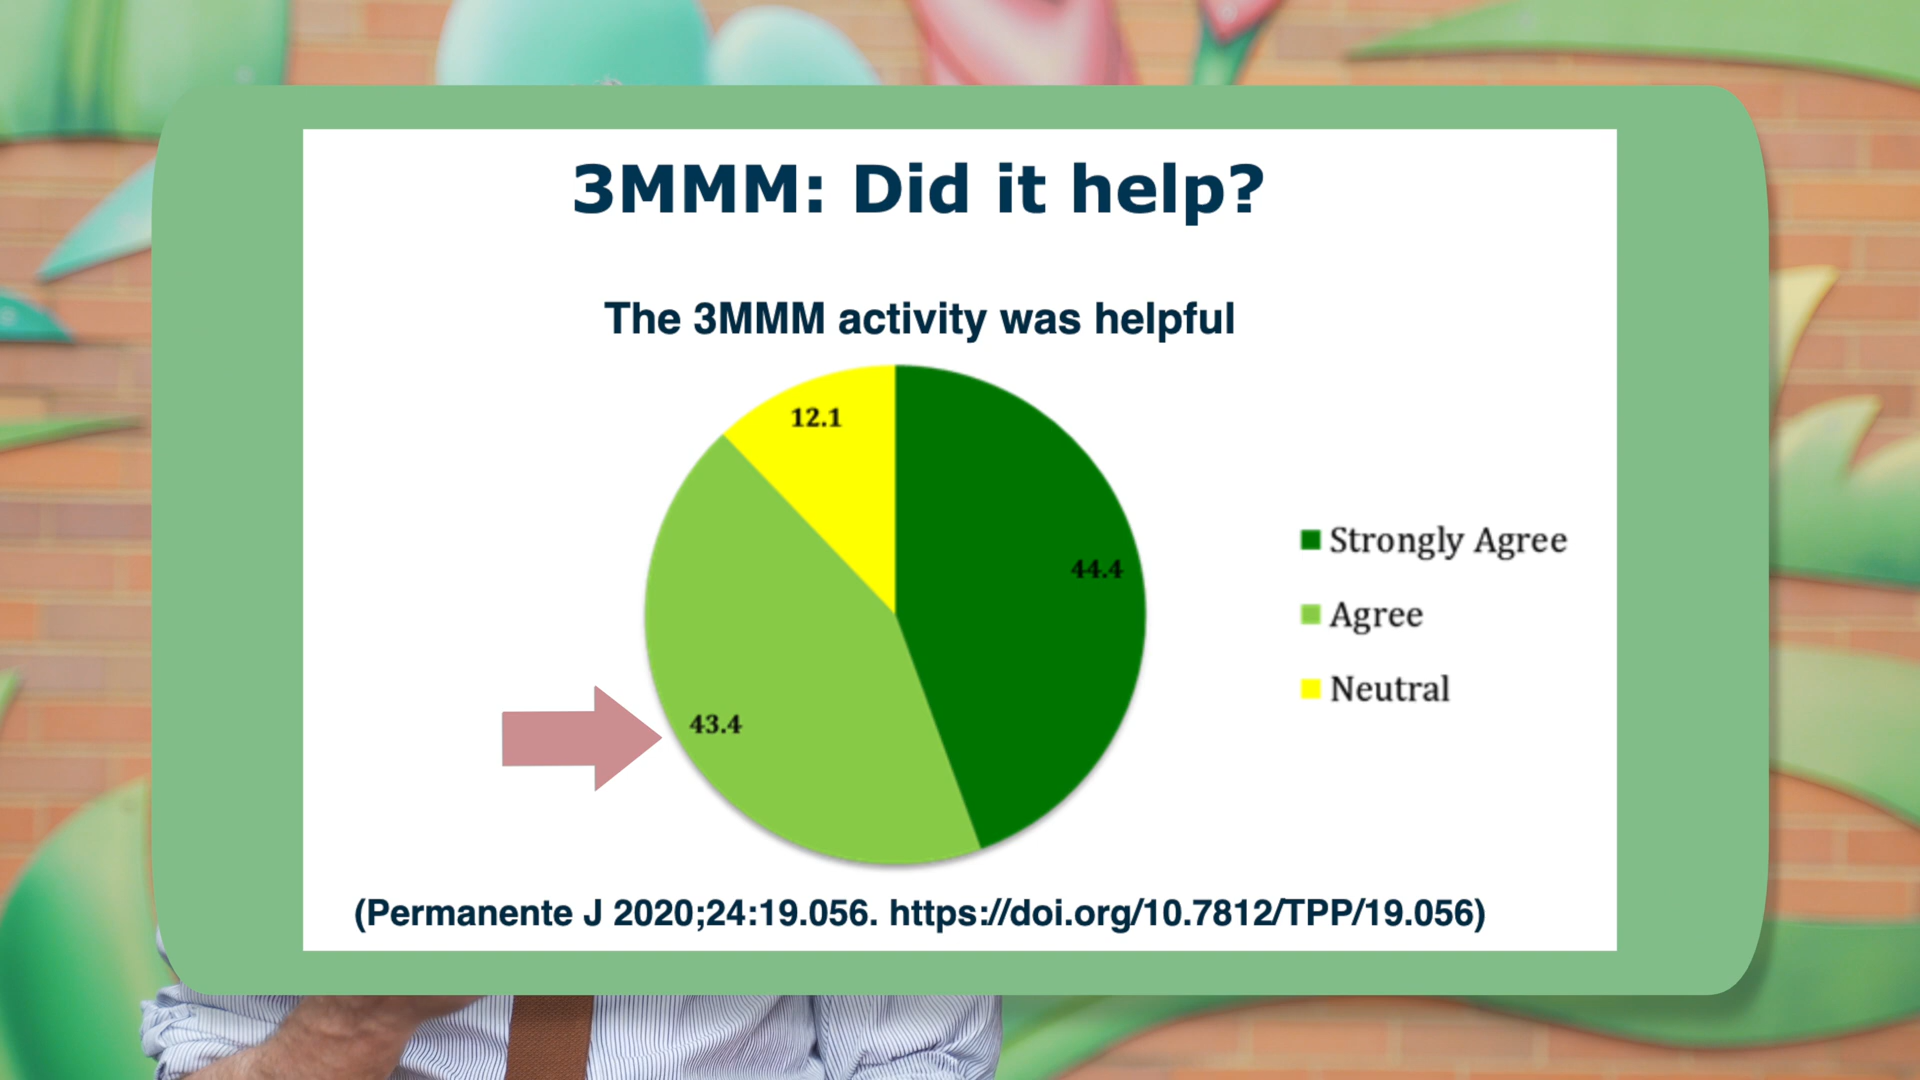 3MMM: Did it help?
The 3MMM activity was helpful
12.1
44.4
43.4
Strongly Agree
Agree
Neutral
(Permanente J 2020;24:19.056. https://doi.org/10.7812/TPP/19.056)